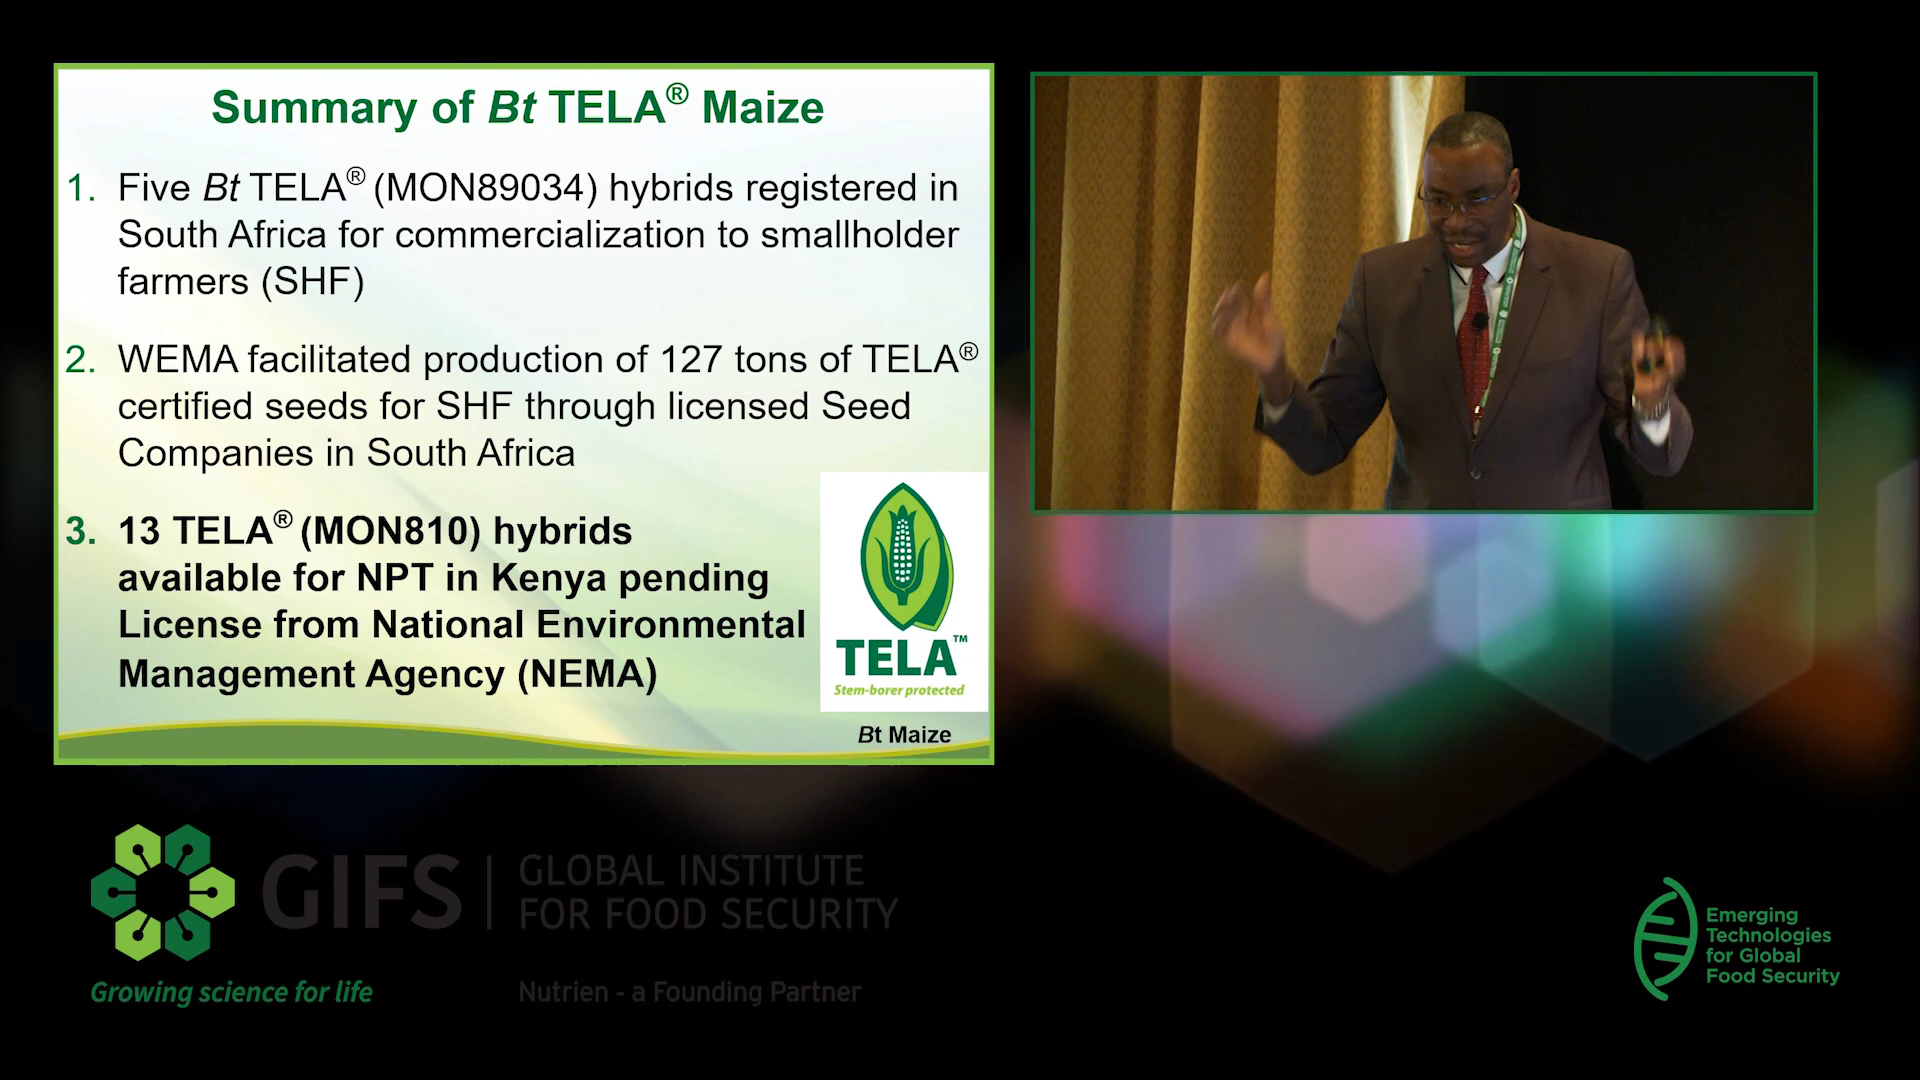 Summary of Bt TELA® Maize
1. Five Bt TELA® (MON89034) hybrids registered in
South Africa for commercialization to smallholder
farmers (SHF)
2. WEMA facilitated production of 127 tons of TELA®
certified seeds for SHF through licensed Seed
Companies in South Africa
3. 13 TELA® (MON810) hybrids
available for NPT in Kenya pending
License from National Environmental
Management Agency (NEMA)
TELA™
Stem-borer protected
Bt Maize
GIFS
GLOBAL INSTITUTE
FOR FOOD SECURITY
Growing science for life
Nutrien - a Founding Partner
Emerging
Technologies
for Global
Food Security